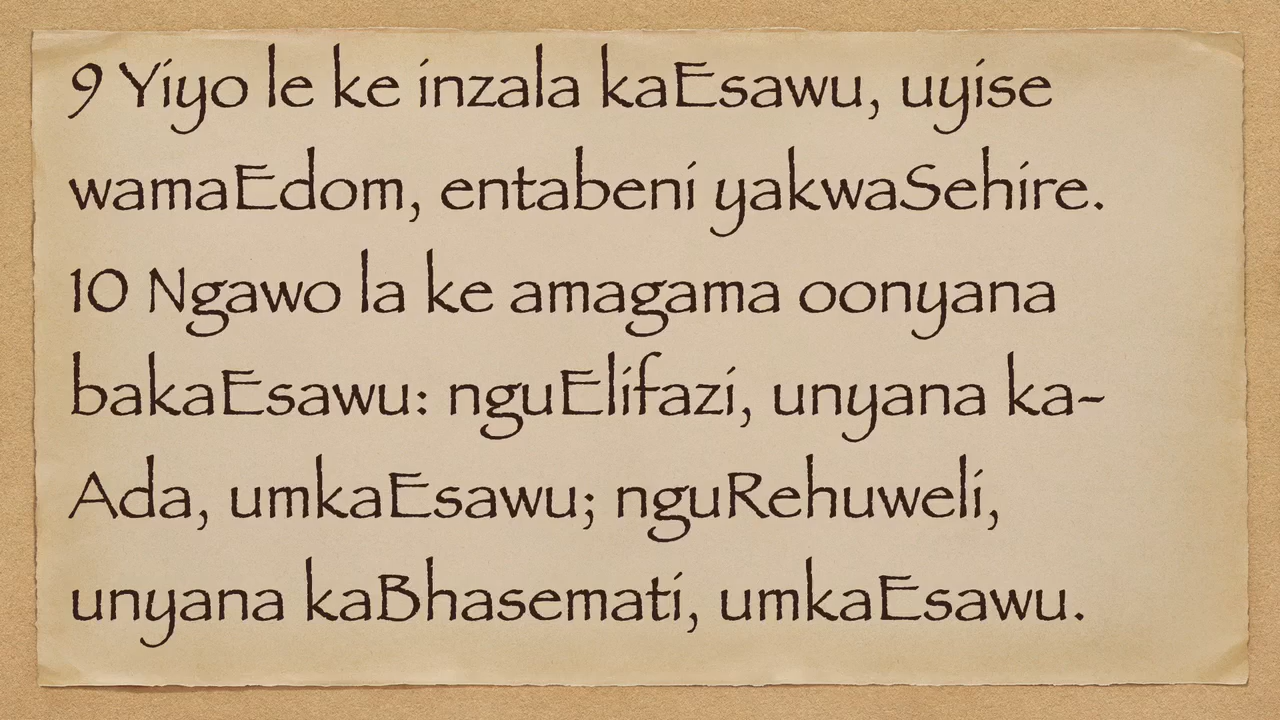 9 Yiyo le ke inzala kaEsawu, uyise
wamaEdom, entabeni yakwaSehire.
10 Ngawo la ke amagama oonyana
bakaEsawu: nguElifazi, unyana ka-
Ada, umkaEsawu; nguRehuweli,
unyana kaBhasemati, umkaEsawu.